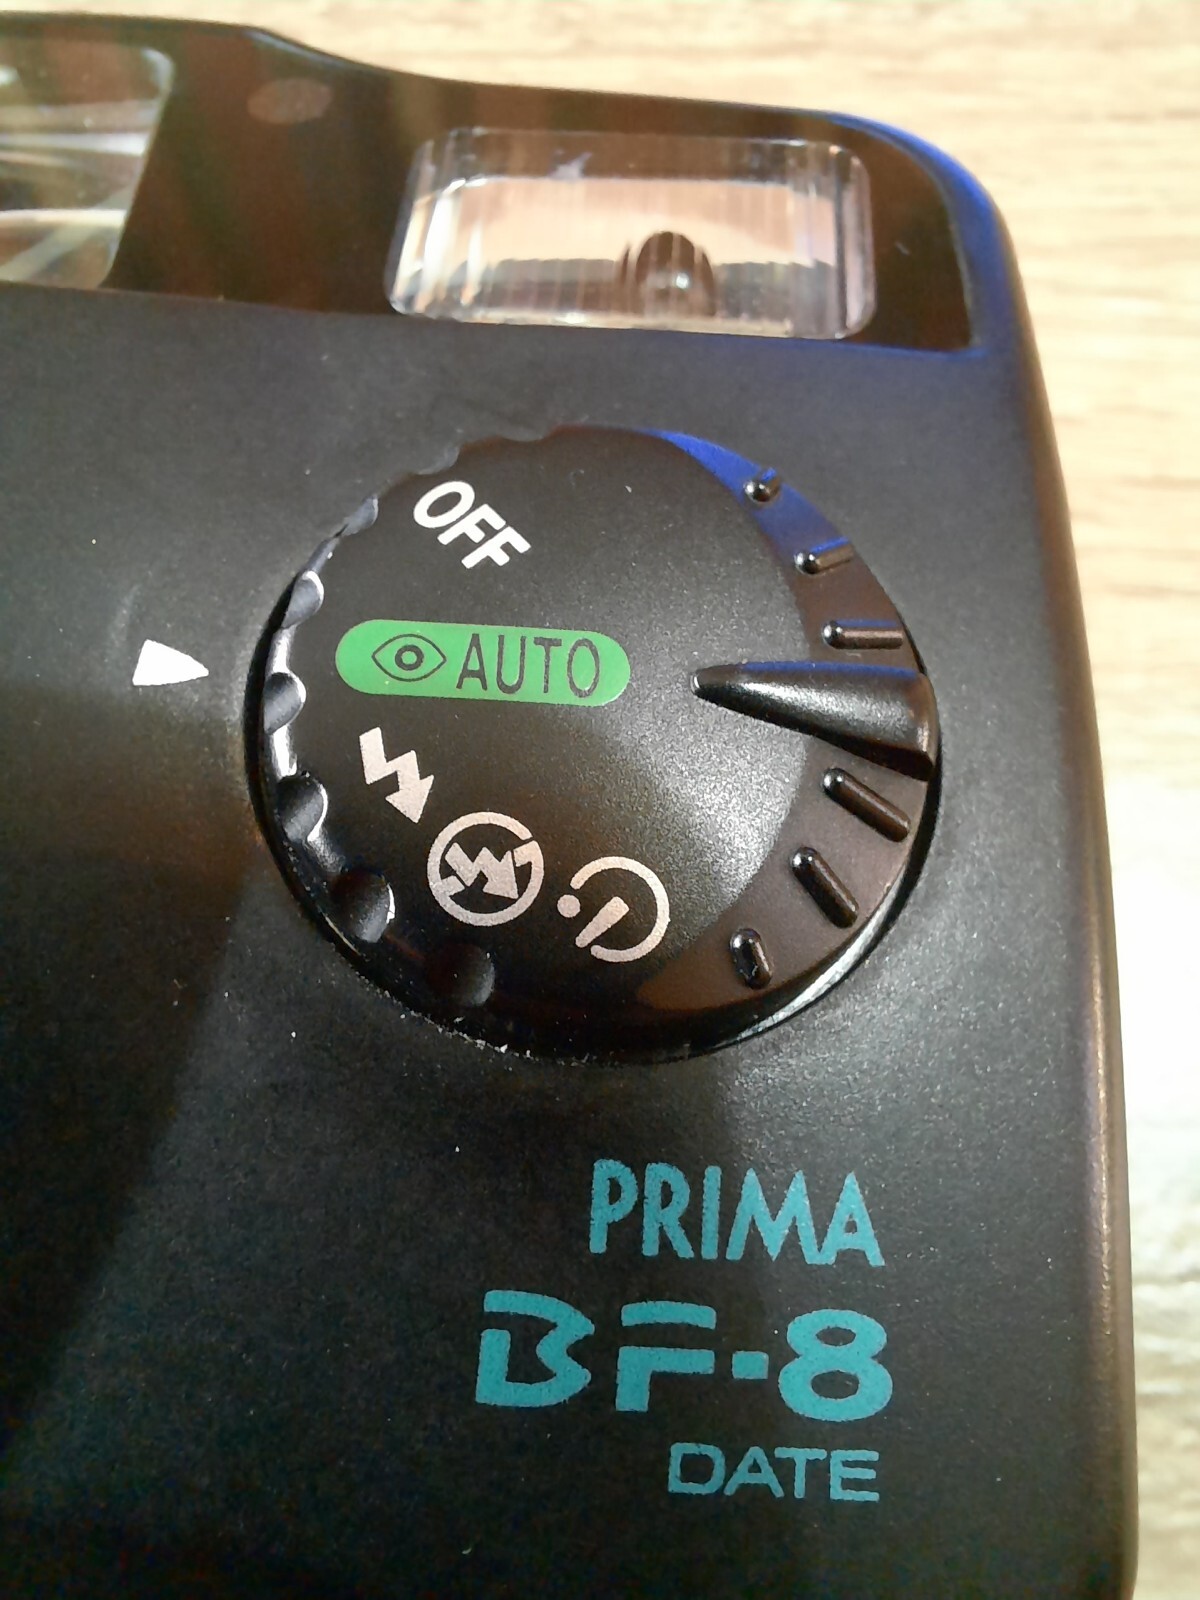 OFF
AUTO
PRIMA
BF-8
DATE